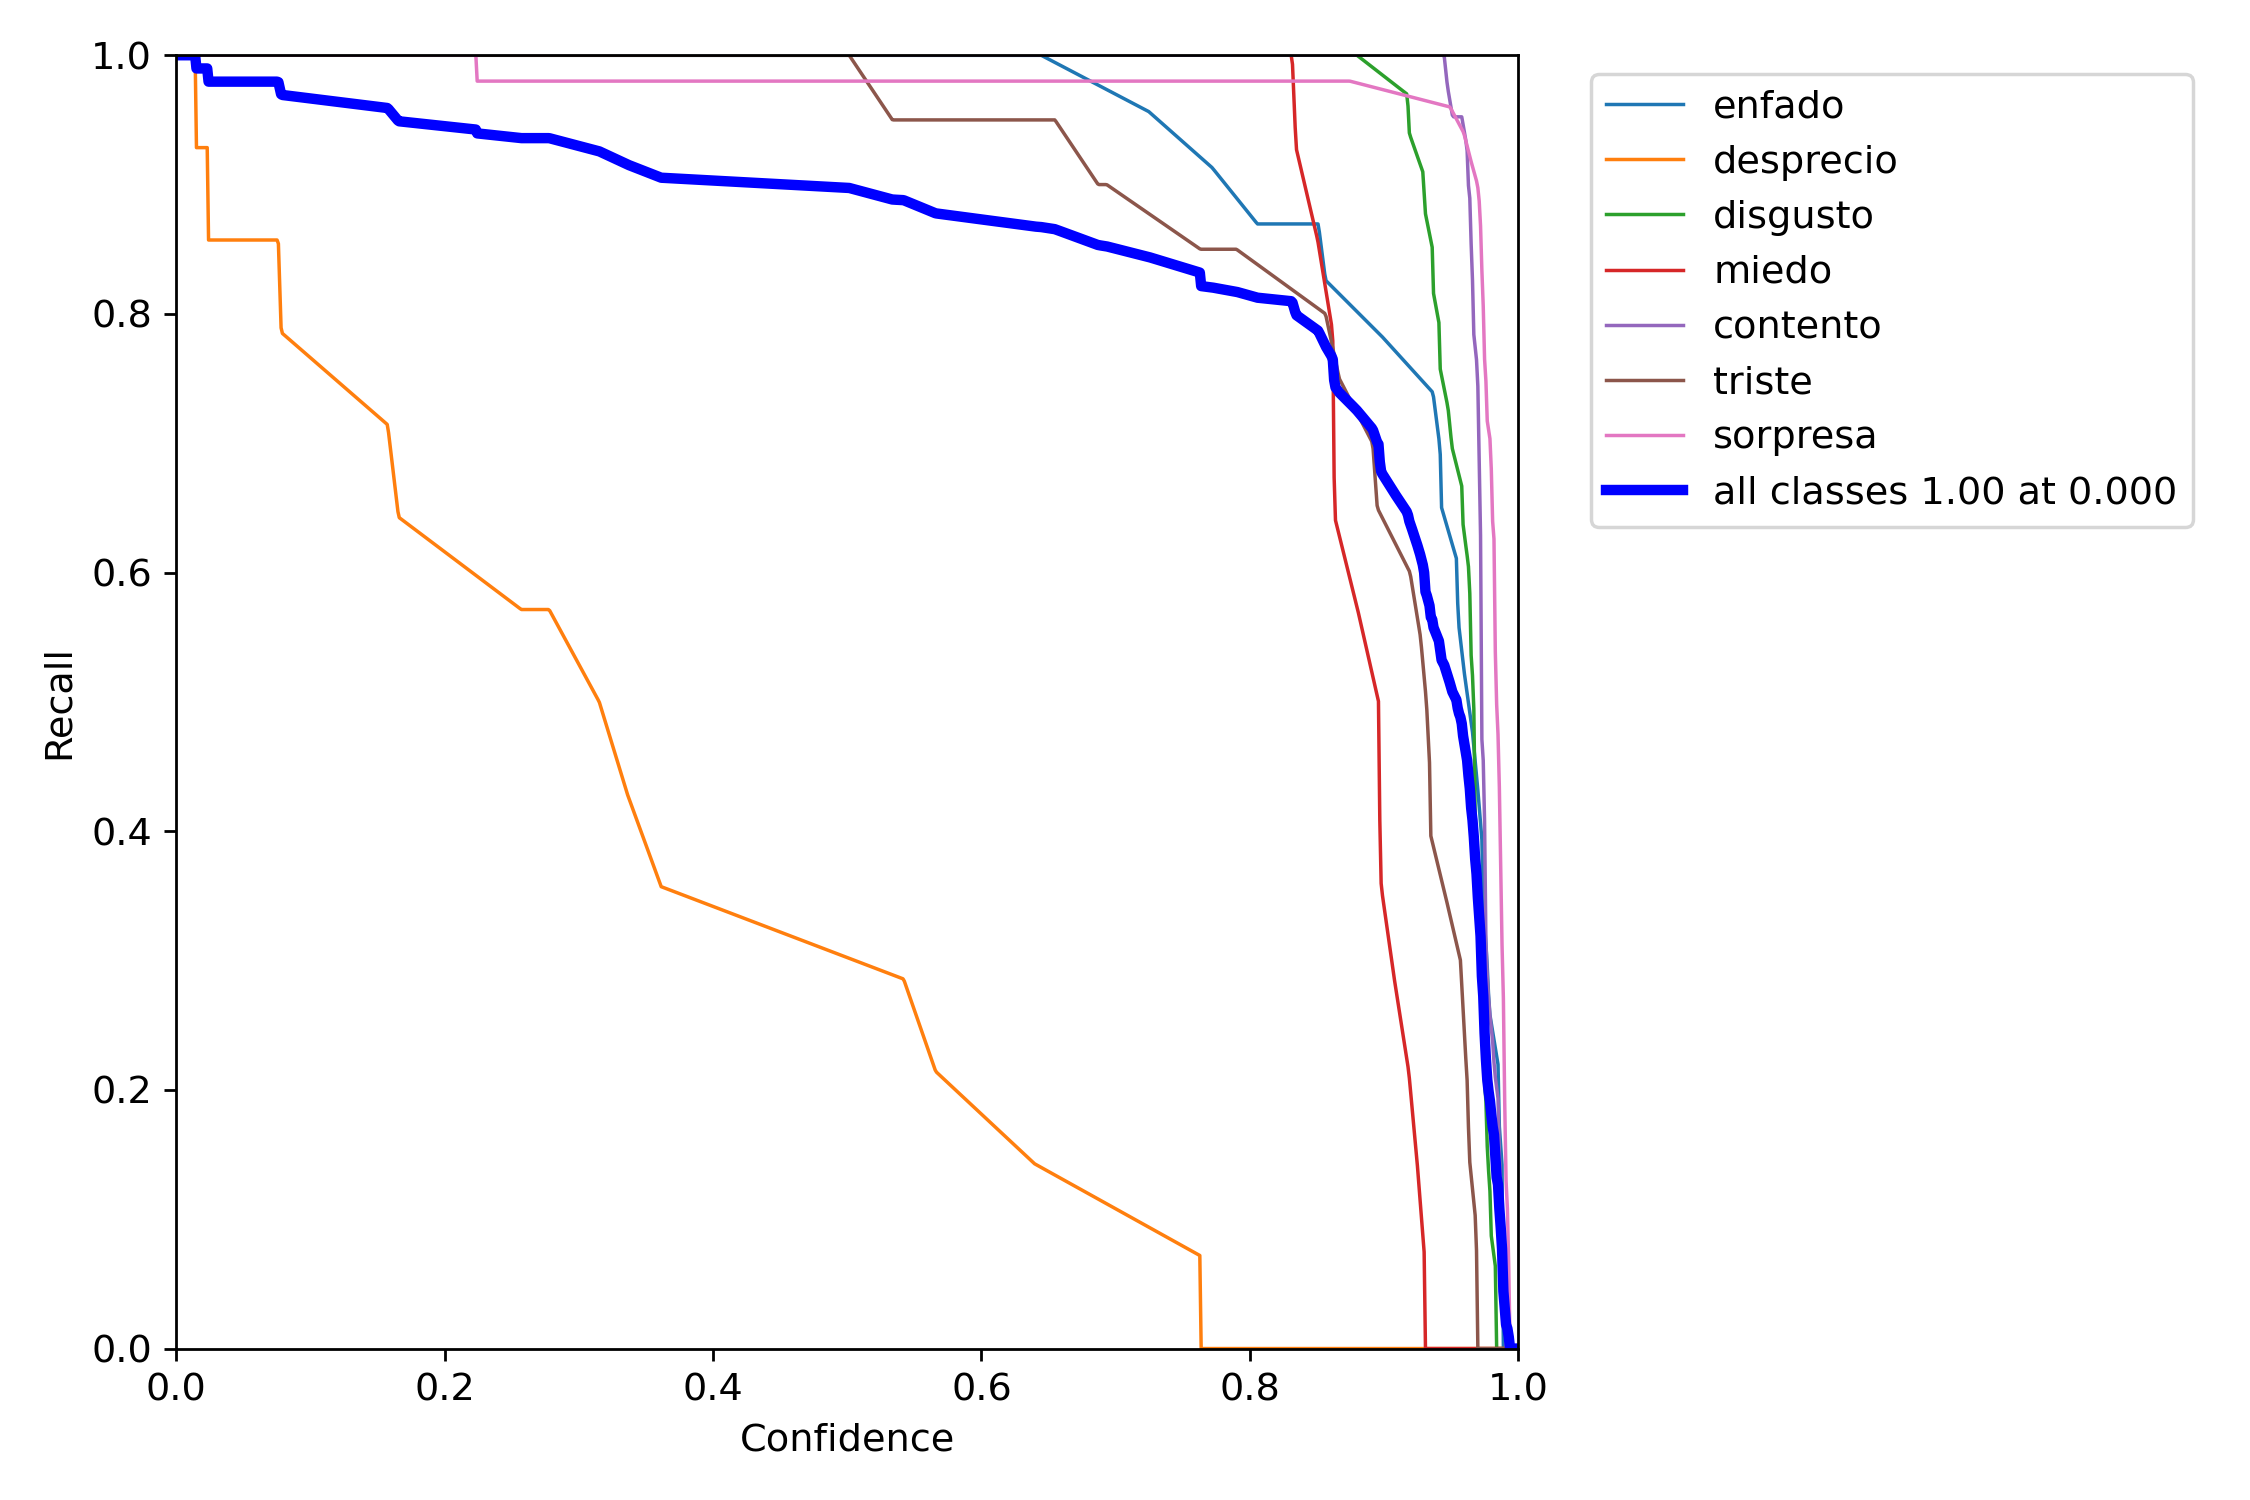 1.0
0.8
0.6
0.4
0.2
0.0
Recall
0.0 0.2 0.4 0.6 0.8 1.0
Confidence
enfado
desprecio
disgusto
miedo
contento
triste
sorpresa
all classes 1.00 at 0.000